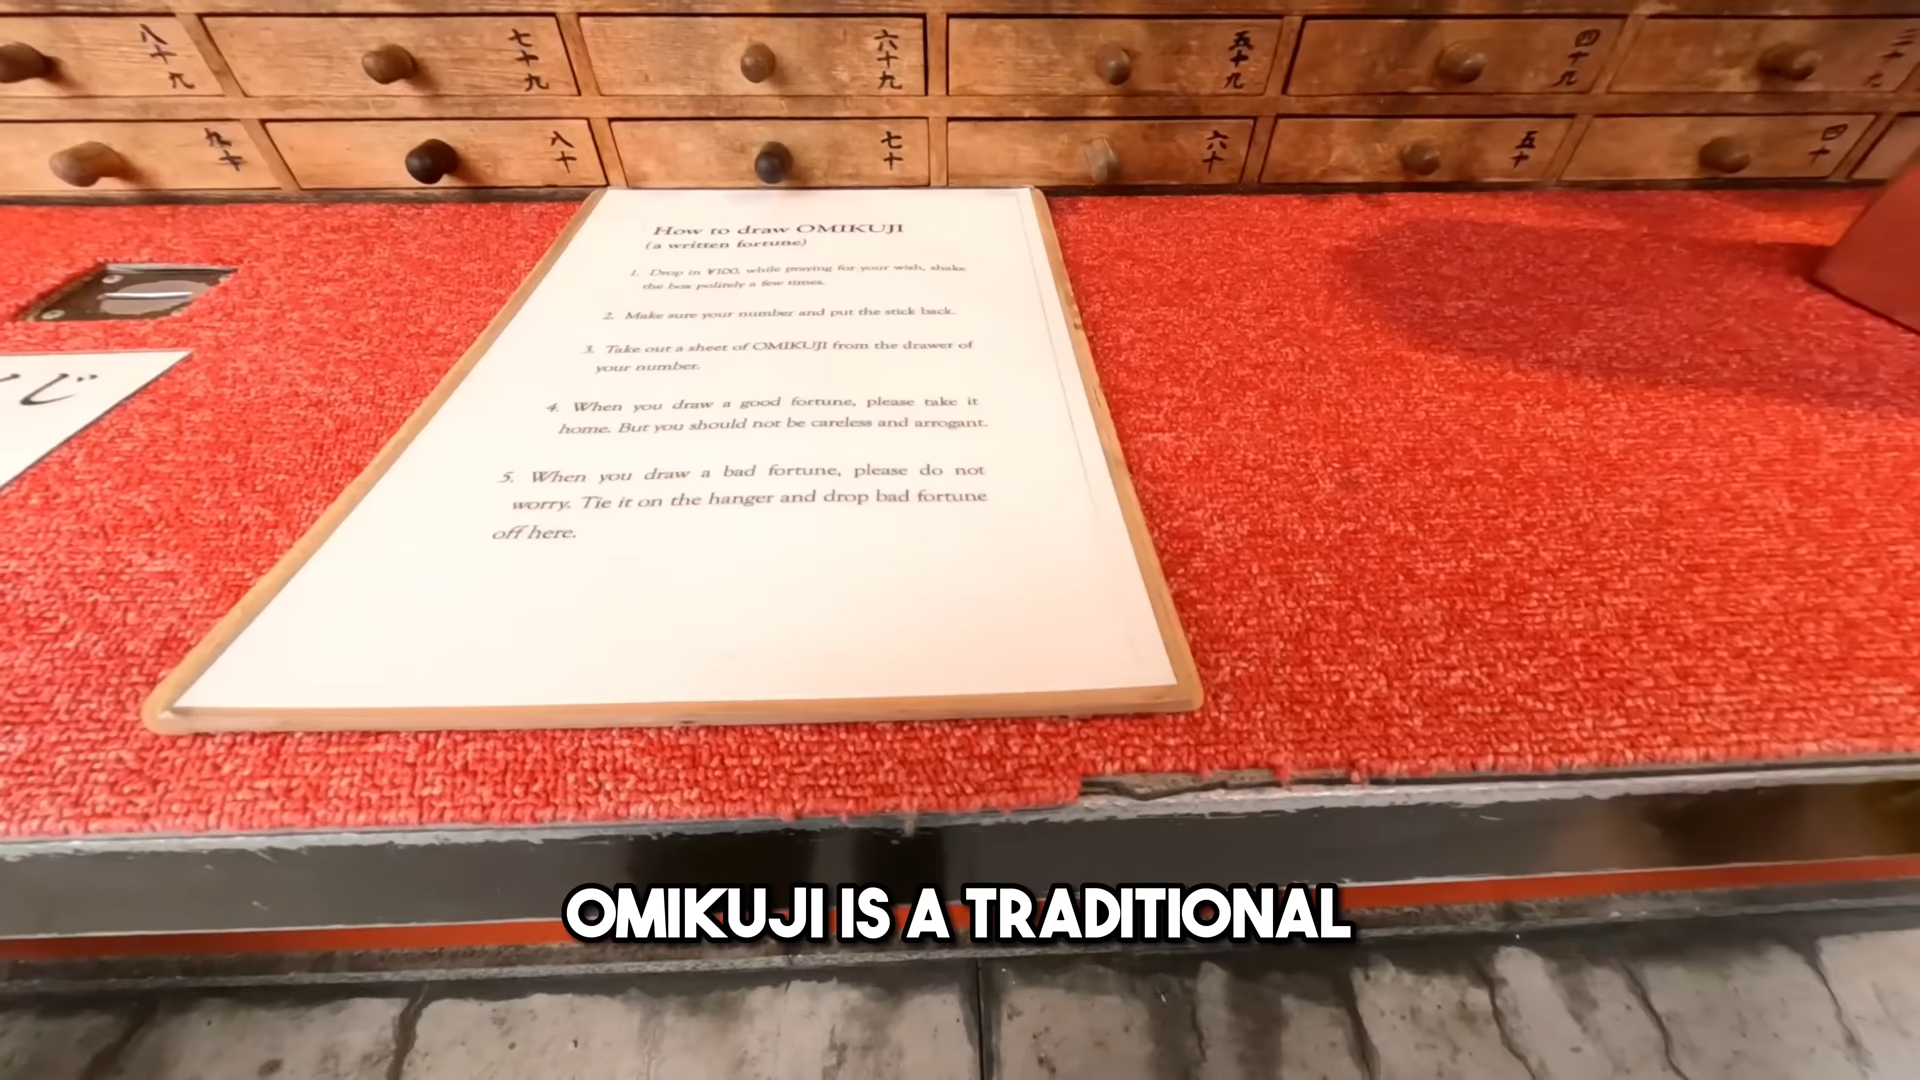 八十九
七十九
六十九
五十九
四十九
九十
八十
七十
六十
五十
四十
How to draw OMIKUJI
(a written fortune)
1. Drop in ¥100, while praying for your wish, shake
the box politely a few times.
2. Make sure your number and put the stick back.
3. Take out a sheet of OMIKUJI from the drawer of
your number.
4. When you draw a good fortune, please take it
home. But you should not be careless and arrogant.
5. When you draw a bad fortune, please do not
worry. Tie it on the hanger and drop bad fortune
off here.
じ
OMIKUJI IS A TRADITIONAL